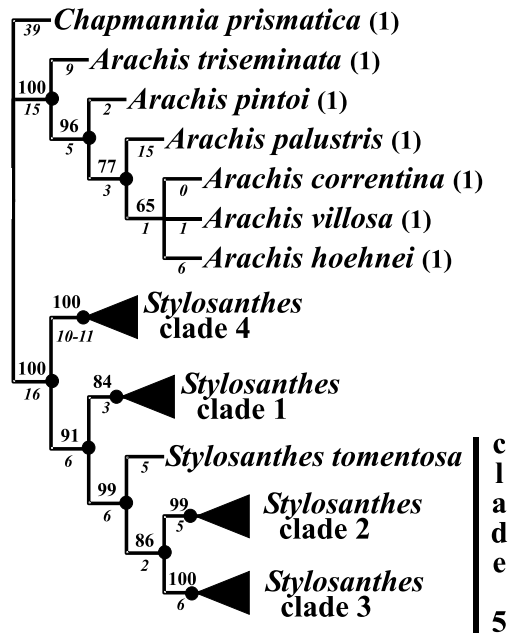 Chapmannia prismatica (1)
39
Arachis triseminata (1)
9
100
15
Arachis pintoi (1)
2
96
5
Arachis palustris (1)
15
77
3
Arachis correntina (1)
0
65
1
Arachis villosa (1)
1
Arachis hoehnei (1)
6
100
10-11
Stylosanthes
clade 4
100
16
84
3
Stylosanthes
clade 1
91
6
Stylosanthes tomentosa
5
99
6
99
5
Stylosanthes
clade 2
86
2
100
6
Stylosanthes
clade 3
clade 5